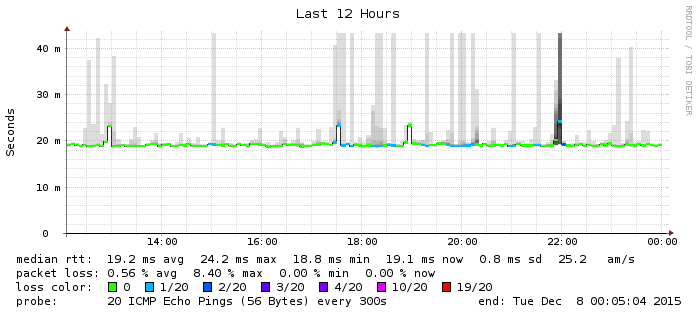 Last 12 Hours
RRDTOOL / TOBI OETIKER
Seconds
40 m
30 m
20 m
10 m
0
14:00 16:00 18:00 20:00 22:00 00:00
median rtt: 19.2 ms avg 24.2 ms max 18.8 ms min 19.1 ms now 0.8 ms sd 25.2 am/s
packet loss: 0.56 % avg 8.40 % max 0.00 % min 0.00 % now
loss color: 0 1/20 2/20 3/20 4/20 10/20 19/20
probe: 20 ICMP Echo Pings (56 Bytes) every 300s end: Tue Dec 8 00:05:04 2015